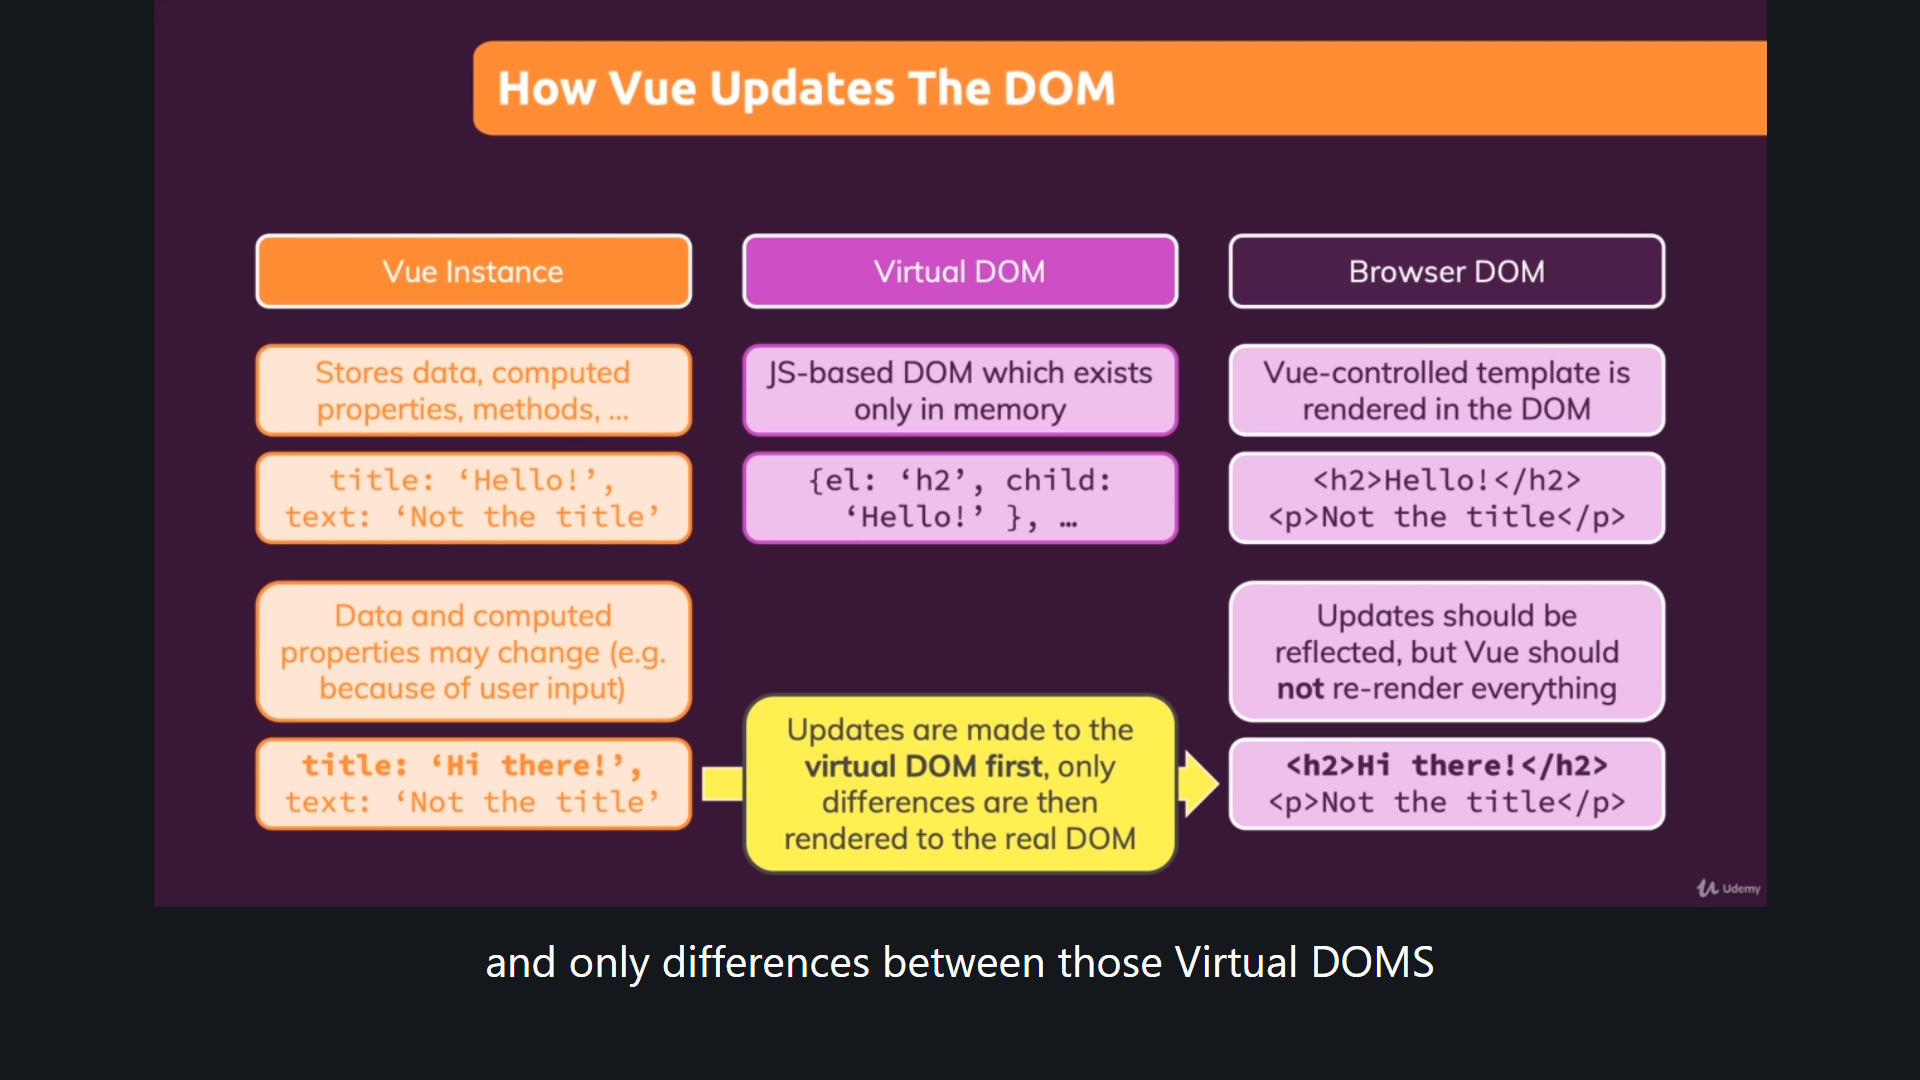 How Vue Updates The DOM
Vue Instance
Stores data, computed
properties, methods, ...
title: ‘Hello!’,
text: ‘Not the title’
Data and computed
properties may change (e.g.
because of user input)
title: ‘Hi there!’,
text: ‘Not the title’
Virtual DOM
JS-based DOM which exists
only in memory
{el: ‘h2’, child:
‘Hello!’ }, …
Updates are made to the
virtual DOM first, only
differences are then
rendered to the real DOM
Browser DOM
Vue-controlled template is
rendered in the DOM
<h2>Hello!</h2>
<p>Not the title</p>
Updates should be
reflected, but Vue should
not re-render everything
<h2>Hi there!</h2>
<p>Not the title</p>
Udemy
and only differences between those Virtual DOMS